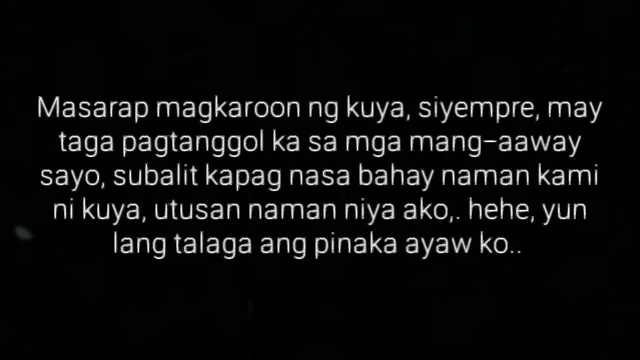 Masarap magkaroon ng kuya, siyempre, may
taga pagtanggol ka sa mga mang-aaway
sayo, subalit kapag nasa bahay naman kami
ni kuya, utusan naman niya ako,. hehe, yun
lang talaga ang pinaka ayaw ko..